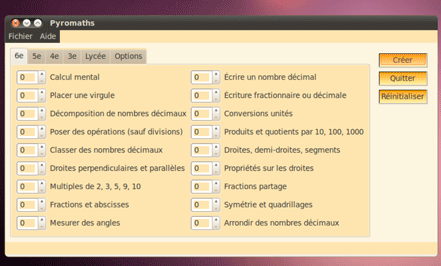 Pyromaths
Fichier Aide
6e 5e 4e 3e Lycée Options
0 Calcul mental
0 Placer une virgule
0 Décomposition de nombres décimaux
0 Poser des opérations (sauf divisions)
0 Classer des nombres décimaux
0 Droites perpendiculaires et parallèles
0 Multiples de 2, 3, 5, 9, 10
0 Fractions et abscisses
0 Mesurer des angles
0 Écrire un nombre décimal
0 Écriture fractionnaire ou décimale
0 Conversions unités
0 Produits et quotients par 10, 100, 1000
0 Droites, demi-droites, segments
0 Propriétés sur les droites
0 Fractions partage
0 Symétrie et quadrillages
0 Arrondir des nombres décimaux
Créer
Quitter
Réinitialiser